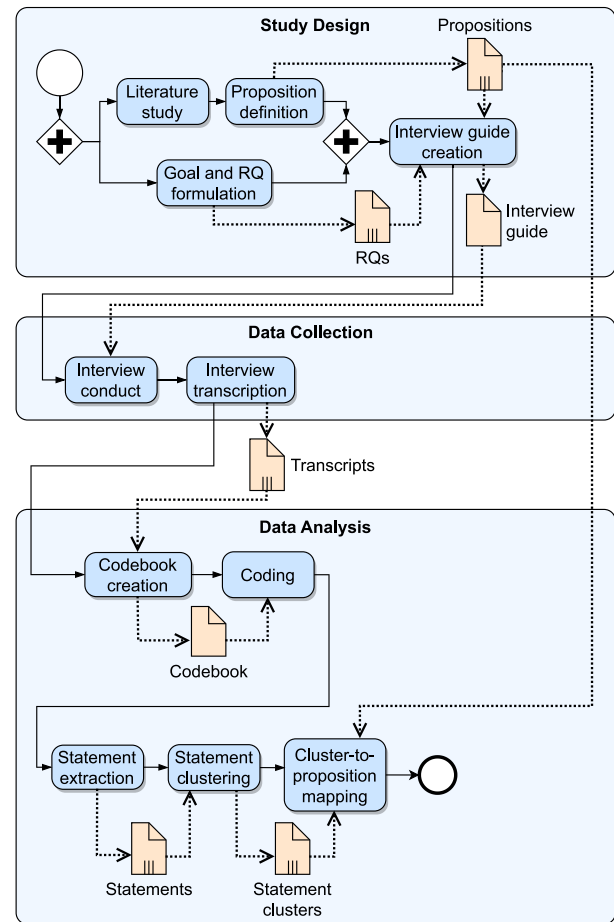 Study Design
Propositions
Literature
study
Proposition
definition
Interview guide
creation
Goal and RQ
formulation
RQs
Interview
guide
Data Collection
Interview
conduct
Interview
transcription
Transcripts
Data Analysis
Codebook
creation
Coding
Codebook
Statement
extraction
Statement
clustering
Cluster-to-
proposition
mapping
Statements
Statement
clusters